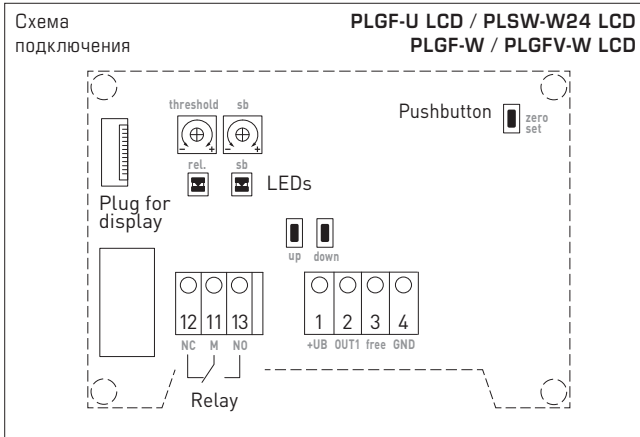 Схема
подключения
PLGF-U LCD / PLSW-W24 LCD
PLGF-W / PLGFV-W LCD
threshold sb
Pushbutton
zero
set
- + - +
rel. sb
LEDs
Plug for
display
up down
12 11 13
1 2 3 4
NC M NO
+UB OUT1 free GND
Relay